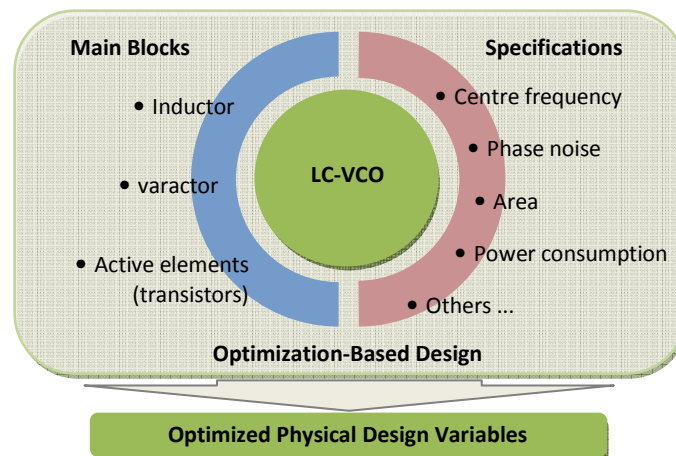 Main Blocks
• Inductor
• varactor
• Active elements
(transistors)
LC-VCO
Specifications
• Centre frequency
• Phase noise
• Area
• Power consumption
• Others ...
Optimization-Based Design
Optimized Physical Design Variables